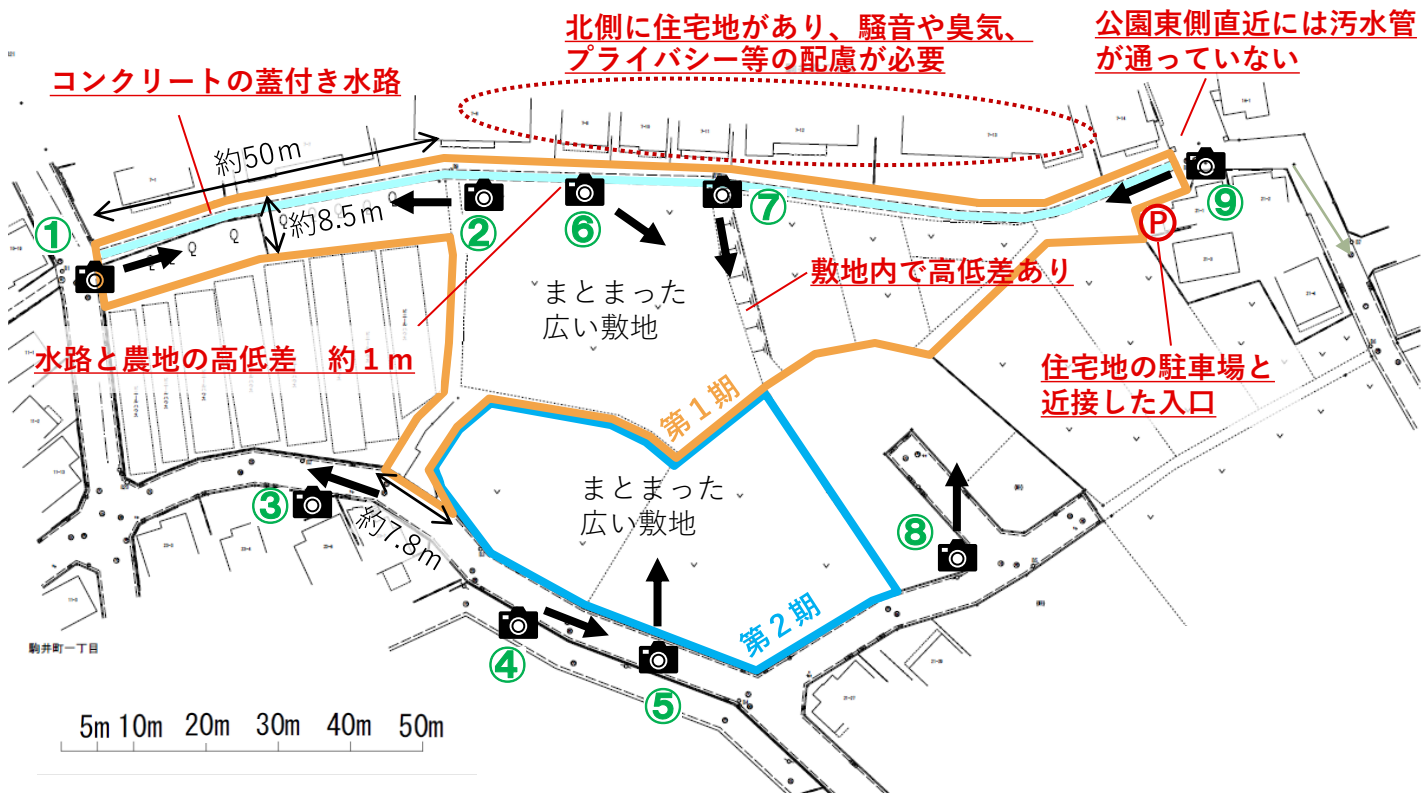 北側に住宅地があり、騒音や臭気、
プライバシー等の配慮が必要
公園東側直近には汚水管
が通っていない
コンクリートの蓋付き水路
約50ｍ
約8.5ｍ
①
②
⑥
⑦
⑨
Ｐ
敷地内で高低差あり
まとまった
広い敷地
水路と農地の高低差　約１ｍ
住宅地の駐車場と
近接した入口
第１期
まとまった
広い敷地
③
約7.8ｍ
⑧
第２期
④
⑤
駒井町一丁目
5m 10m 20m 30m 40m 50m